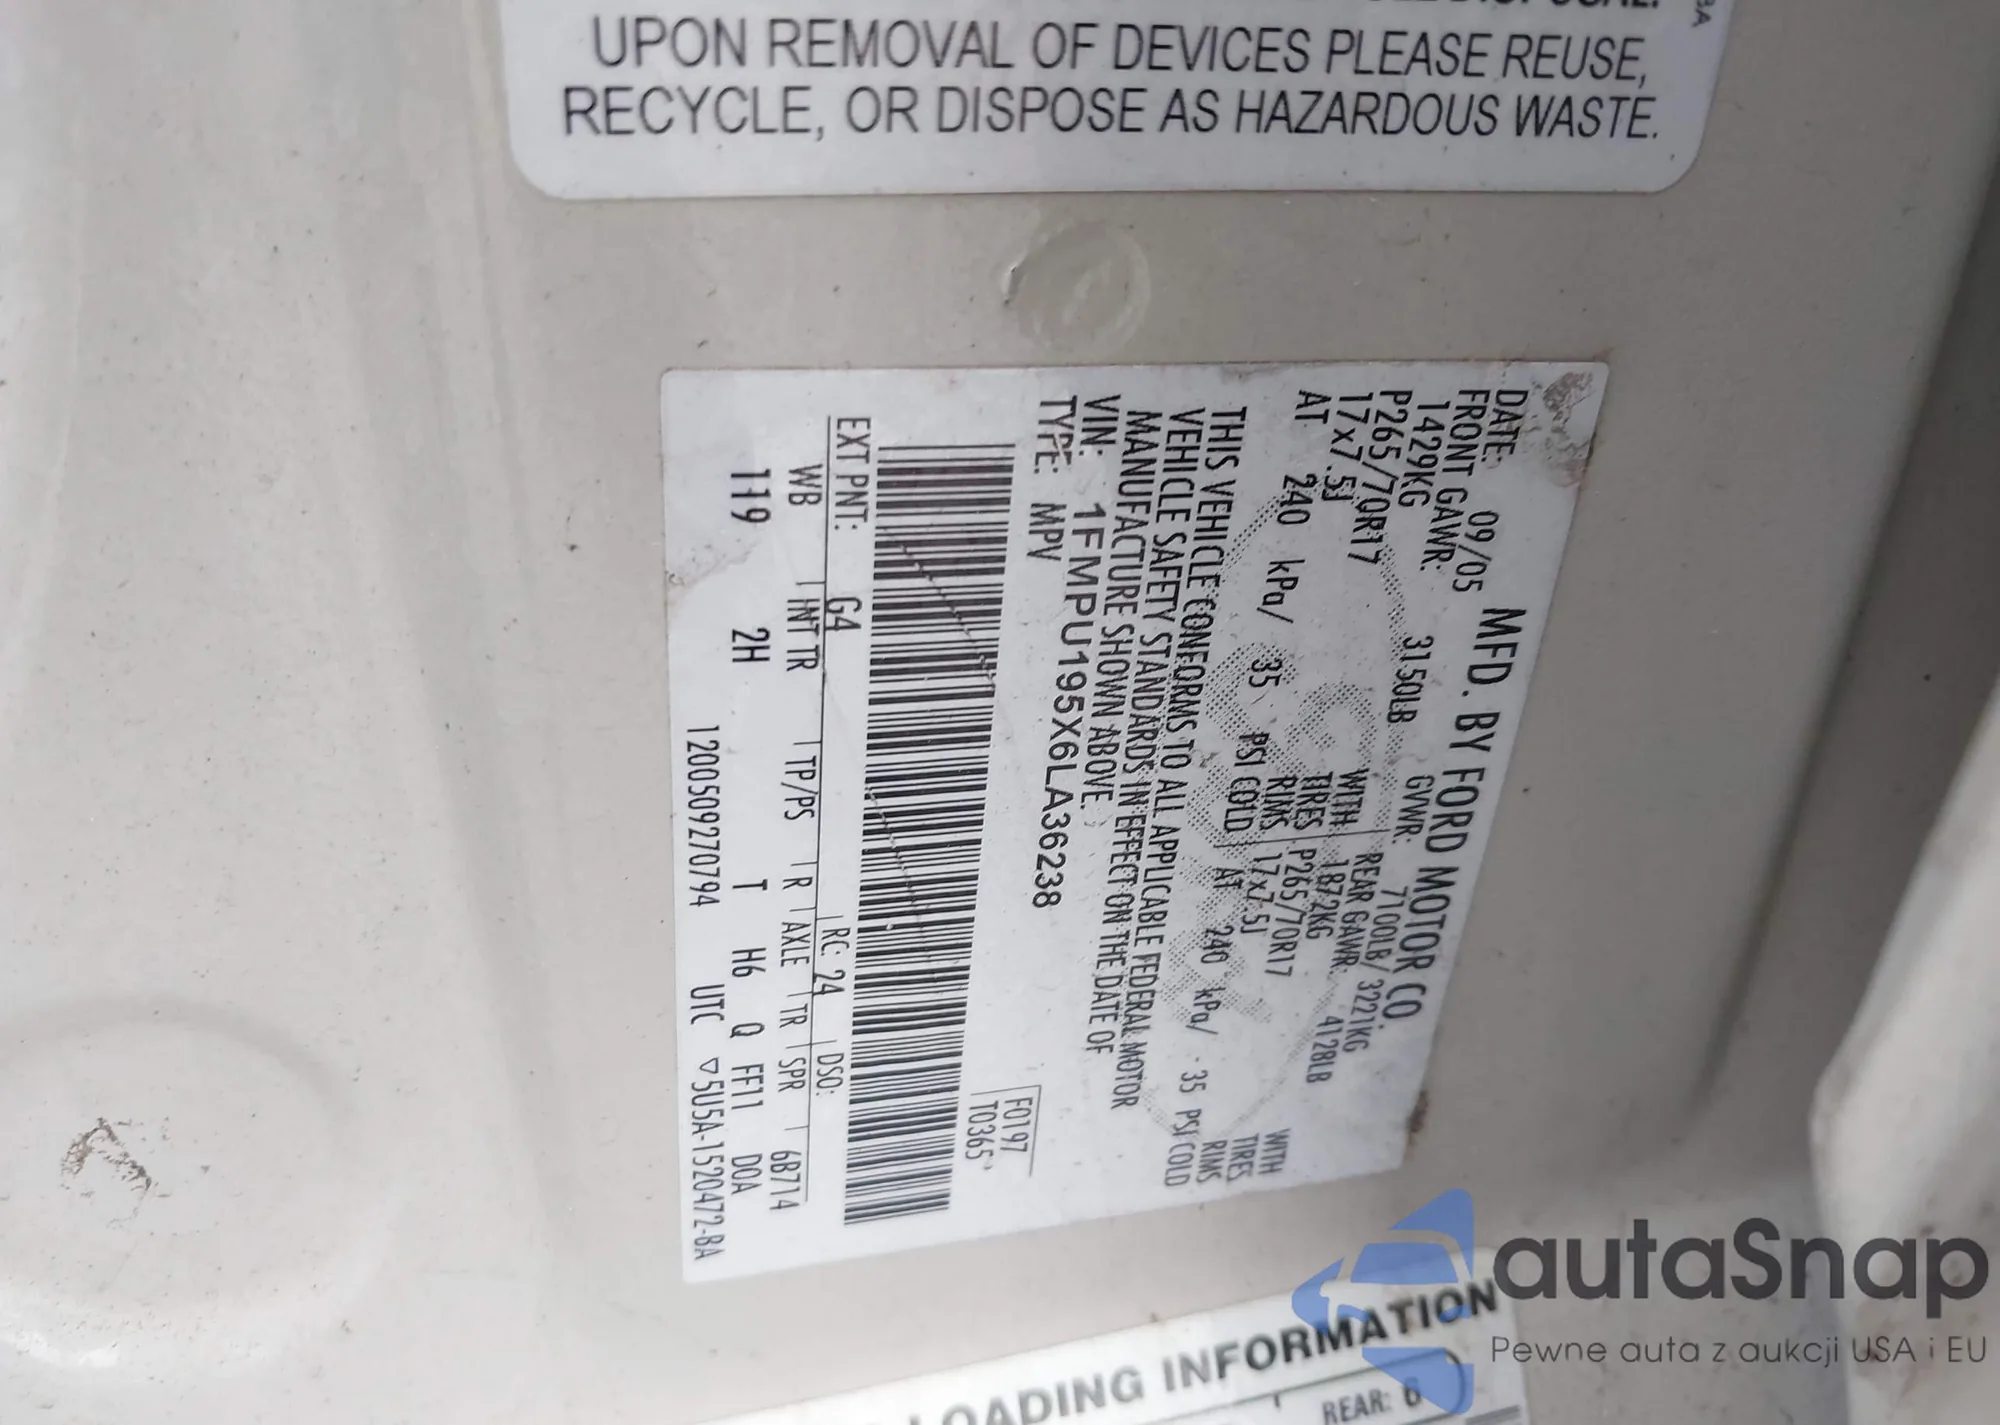 UPON REMOVAL OF DEVICES PLEASE REUSE,
RECYCLE, OR DISPOSE AS HAZARDOUS WASTE.
MFD. BY FORD MOTOR CO.
DATE: 09/05 GVWR: 7100LB/ 3221KG
FRONT GAWR: REAR GAWR:
1429KG 3150LB WITH 1872KG 4128LB WITH
P265/70R17 TIRES P265/70R17 TIRES
17x7.5J RIMS 17x7.5J RIMS
AT 240 kPa/ 35 PSI COLD AT 240 kPa/ 35 PSI COLD
THIS VEHICLE CONFORMS TO ALL APPLICABLE FEDERAL MOTOR
VEHICLE SAFETY STANDARDS IN EFFECT ON THE DATE OF
MANUFACTURE SHOWN ABOVE.
VIN: 1FMPU195X6LA36238
TYPE: MPV
F0197
T0365
EXT PNT: G4 RC: 24 DSO:
WB INT TR TP/PS R AXLE TR SPR 6B714
119 2H T H6 Q FF11 DOA
1200509270794 UTC ▽5U5A-1520472-BA
LOADING INFORMATION
REAR:
autaSnap
Pewne auta z aukcji USA i EU